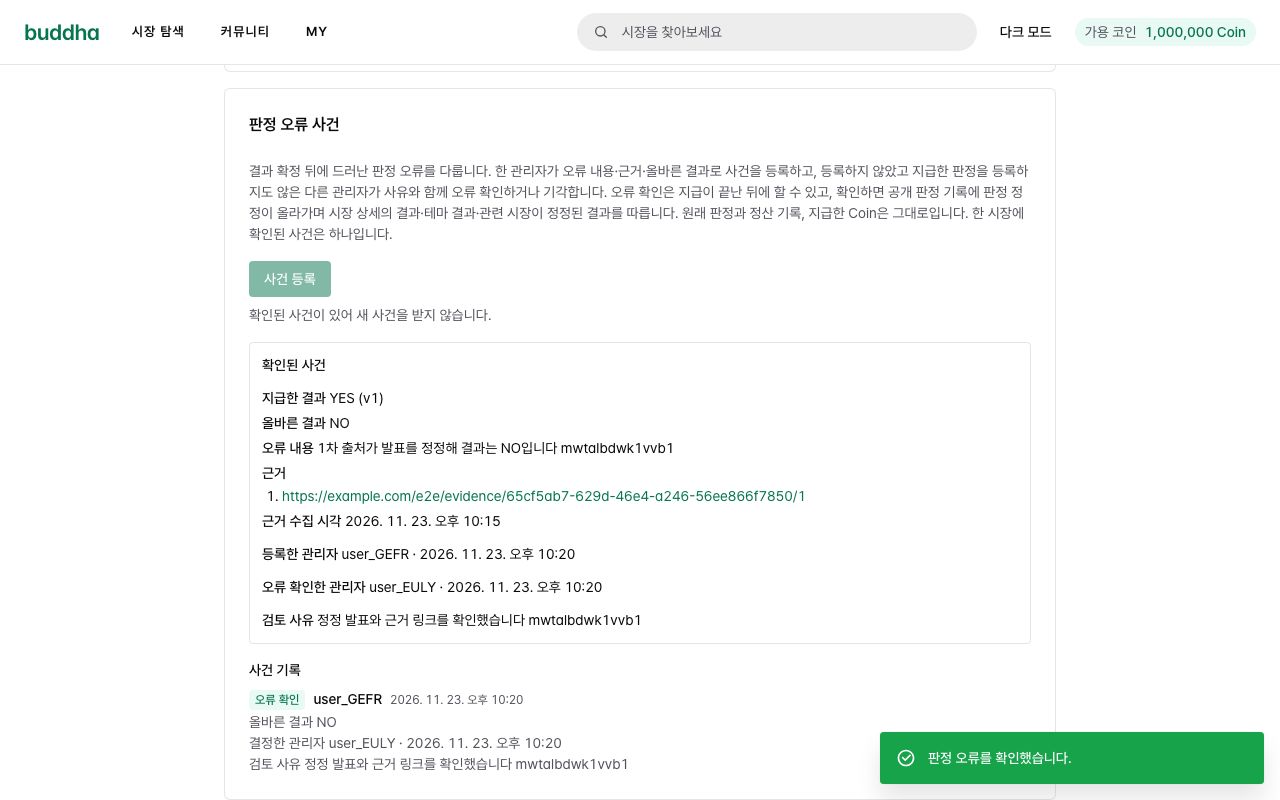 buddha
시장 탐색
커뮤니티
MY
시장을 찾아보세요
다크 모드
가용 코인 1,000,000 Coin
판정 오류 사건
결과 확정 뒤에 드러난 판정 오류를 다룹니다. 한 관리자가 오류 내용·근거·올바른 결과로 사건을 등록하고, 등록하지 않았고 지급한 판정을 등록하
지도 않은 다른 관리자가 사유와 함께 오류 확인하거나 기각합니다. 오류 확인은 지급이 끝난 뒤에 할 수 있고, 확인하면 공개 판정 기록에 판정 정
정이 올라가며 시장 상세의 결과·테마 결과·관련 시장이 정정된 결과를 따릅니다. 원래 판정과 정산 기록, 지급한 Coin은 그대로입니다. 한 시장에
확인된 사건은 하나입니다.
사건 등록
확인된 사건이 있어 새 사건을 받지 않습니다.
확인된 사건
지급한 결과 YES (v1)
올바른 결과 NO
오류 내용 1차 출처가 발표를 정정해 결과는 NO입니다 mwtalbdwk1vvb1
근거
1. https://example.com/e2e/evidence/65cf5ab7-629d-46e4-a246-56ee866f7850/1
근거 수집 시각 2026. 11. 23. 오후 10:15
등록한 관리자 user_GEFR · 2026. 11. 23. 오후 10:20
오류 확인한 관리자 user_EULY · 2026. 11. 23. 오후 10:20
검토 사유 정정 발표와 근거 링크를 확인했습니다 mwtalbdwk1vvb1
사건 기록
오류 확인 user_GEFR 2026. 11. 23. 오후 10:20
올바른 결과 NO
결정한 관리자 user_EULY · 2026. 11. 23. 오후 10:20
검토 사유 정정 발표와 근거 링크를 확인했습니다 mwtalbdwk1vvb1
판정 오류를 확인했습니다.